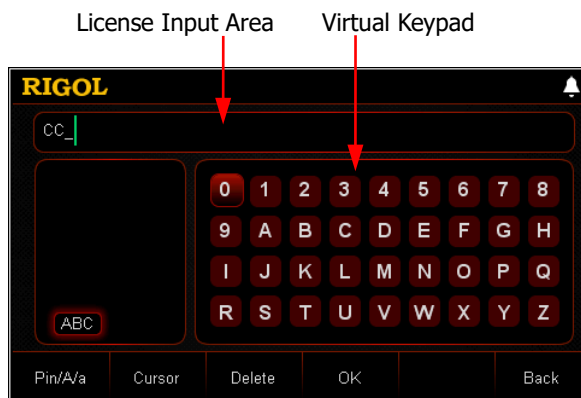 License Input Area Virtual Keypad
RIGOL
CC_
0 1 2 3 4 5 6 7 8
9 A B C D E F G H
I J K L M N O P Q
R S T U V W X Y Z
ABC
Pin/A/a Cursor Delete OK Back